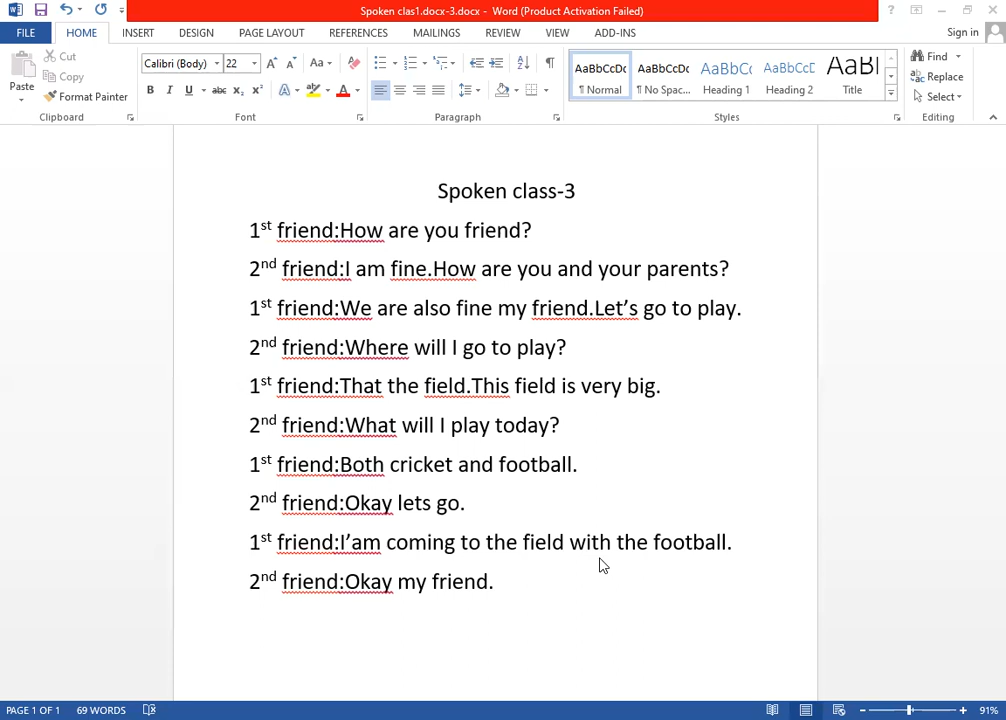 Spoken clas1.docx-3.docx - Word (Product Activation Failed)
FILE HOME INSERT DESIGN PAGE LAYOUT REFERENCES MAILINGS REVIEW VIEW ADD-INS Sign in
Paste
Cut
Copy
Format Painter
Clipboard
Calibri (Body) 22
Font
Paragraph
AaBbCcDc AaBbCcDc AaBbCc AaBbCcD AaBI
¶ Normal ¶ No Spac... Heading 1 Heading 2 Title
Styles
Find
Replace
Select
Editing
Spoken class-3
1st friend:How are you friend?
2nd friend:I am fine.How are you and your parents?
1st friend:We are also fine my friend.Let’s go to play.
2nd friend:Where will I go to play?
1st friend:That the field.This field is very big.
2nd friend:What will I play today?
1st friend:Both cricket and football.
2nd friend:Okay lets go.
1st friend:I’am coming to the field with the football.
2nd friend:Okay my friend.
PAGE 1 OF 1 69 WORDS 91%